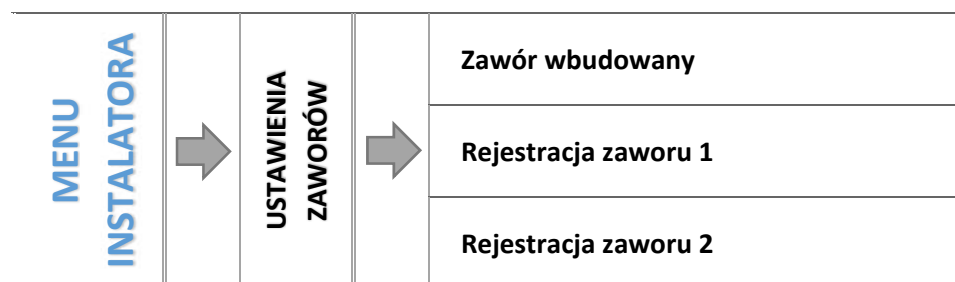 MENU
INSTALATORA
USTAWIENIA
ZAWORÓW
Zawór wbudowany
Rejestracja zaworu 1
Rejestracja zaworu 2